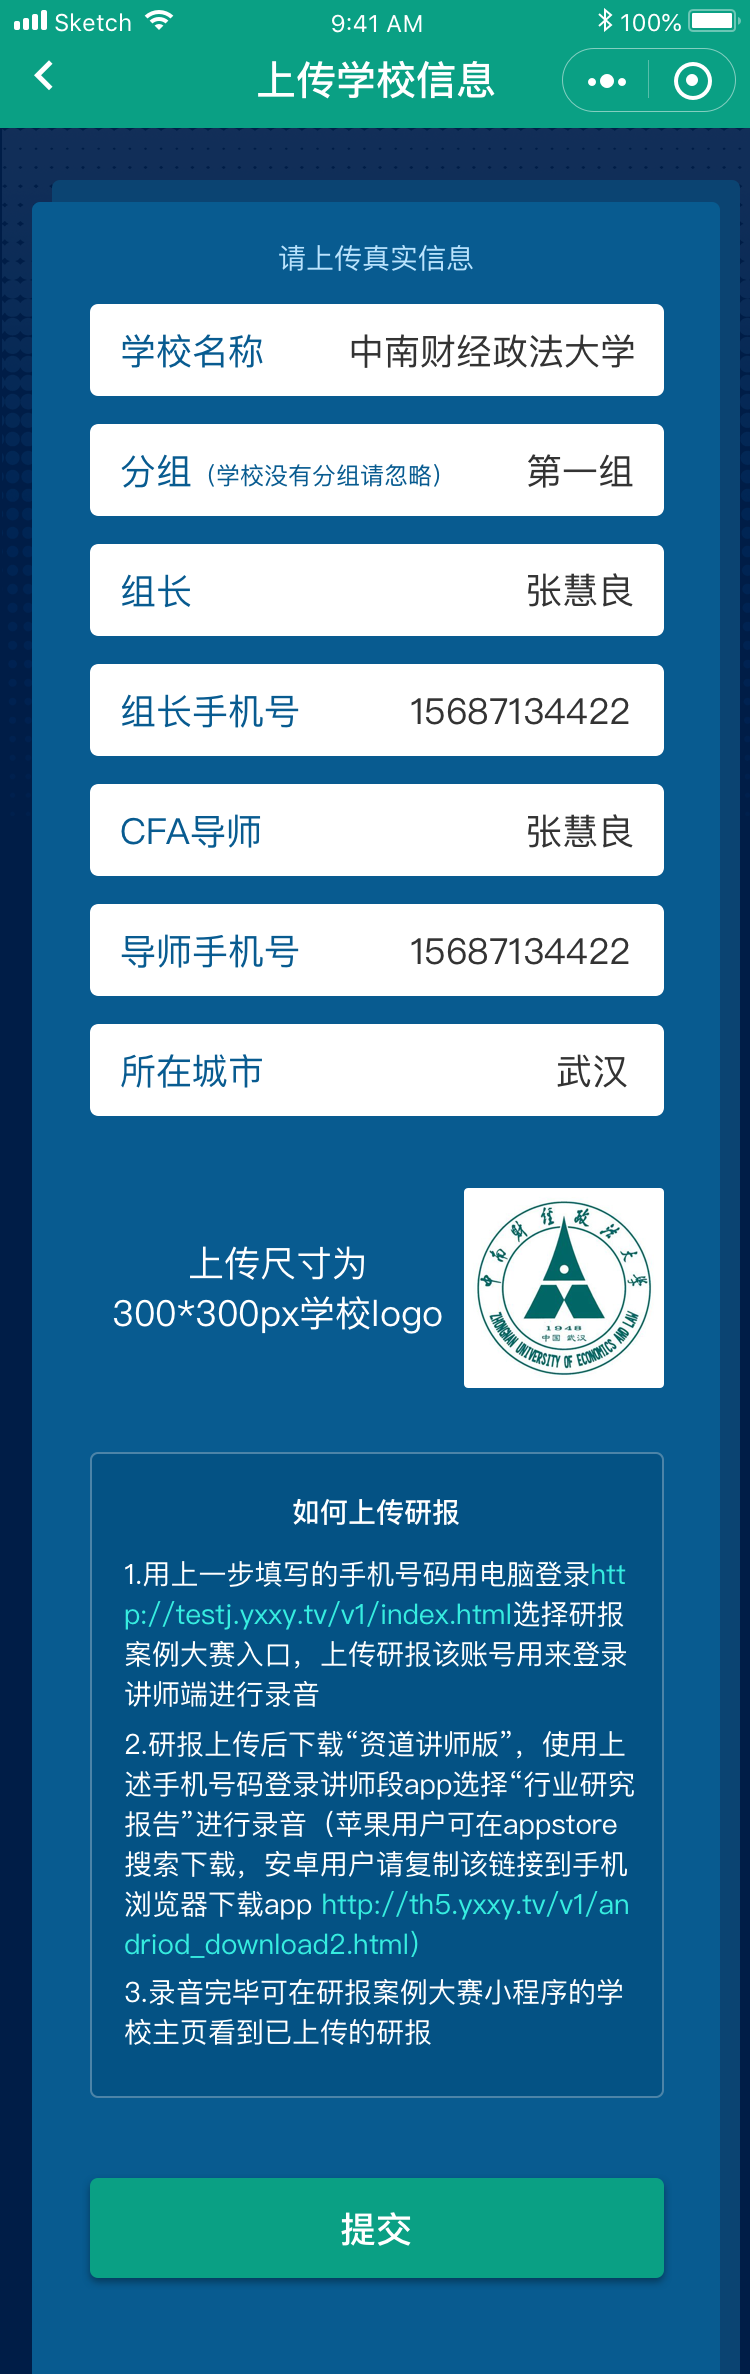 Sketch 9:41 AM 100%
上传学校信息
请上传真实信息
学校名称 中南财经政法大学
分组（学校没有分组请忽略） 第一组
组长 张慧良
组长手机号 15687134422
CFA导师 张慧良
导师手机号 15687134422
所在城市 武汉
上传尺寸为
300*300px学校logo
中南财经政法大学
1948
中国 武汉
ZHONGNAN UNIVERSITY OF ECONOMICS AND LAW
如何上传研报
1.用上一步填写的手机号码用电脑登录htt
p://testj.yxxy.tv/v1/index.html选择研报
案例大赛入口，上传研报该账号用来登录
讲师端进行录音
2.研报上传后下载“资道讲师版”，使用上
述手机号码登录讲师段app选择“行业研究
报告”进行录音（苹果用户可在appstore
搜索下载，安卓用户请复制该链接到手机
浏览器下载app http://th5.yxxy.tv/v1/an
driod_download2.html)
3.录音完毕可在研报案例大赛小程序的学
校主页看到已上传的研报
提交